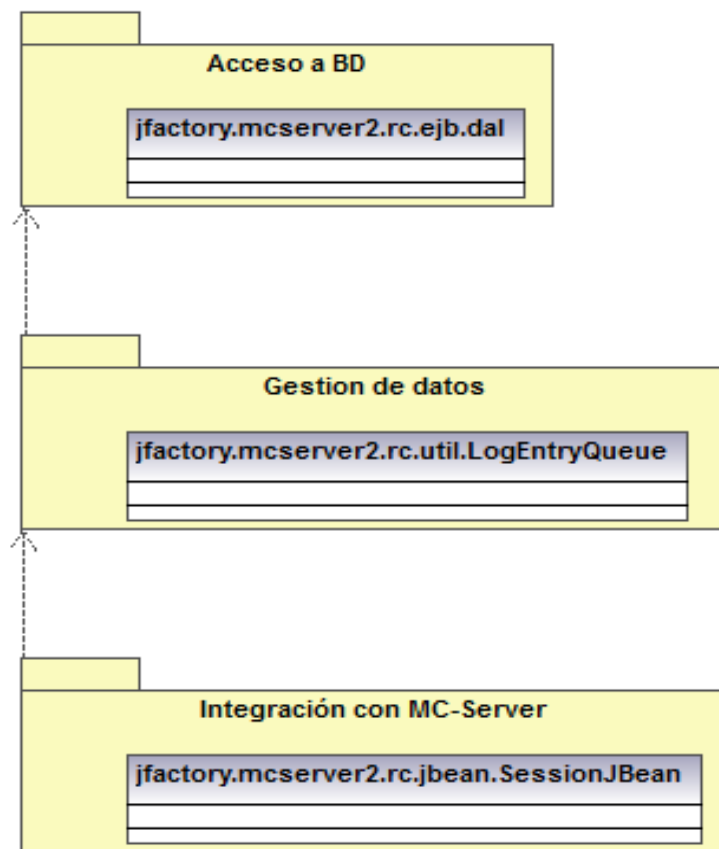 Acceso a BD
jfactory.mcserver2.rc.ejb.dal
Gestion de datos
jfactory.mcserver2.rc.util.LogEntryQueue
Integración con MC-Server
jfactory.mcserver2.rc.jbean.SessionJBean